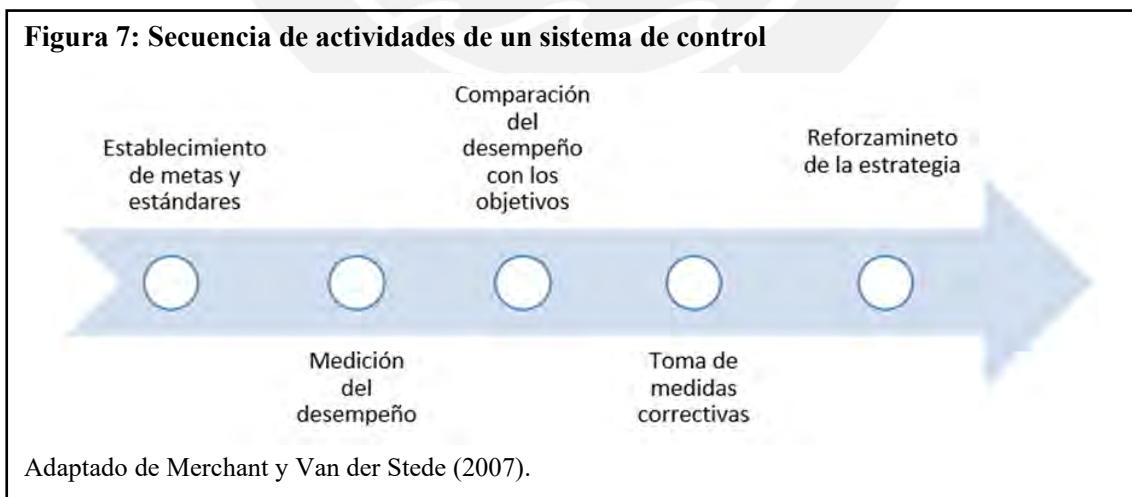 Figura 7: Secuencia de actividades de un sistema de control
Establecimiento
de metas y
estándares
Medición
del
desempeño
Comparación
del
desempeño
con los
objetivos
Toma de
medidas
correctivas
Reforzamineto
de la estrategia
Adaptado de Merchant y Van der Stede (2007).